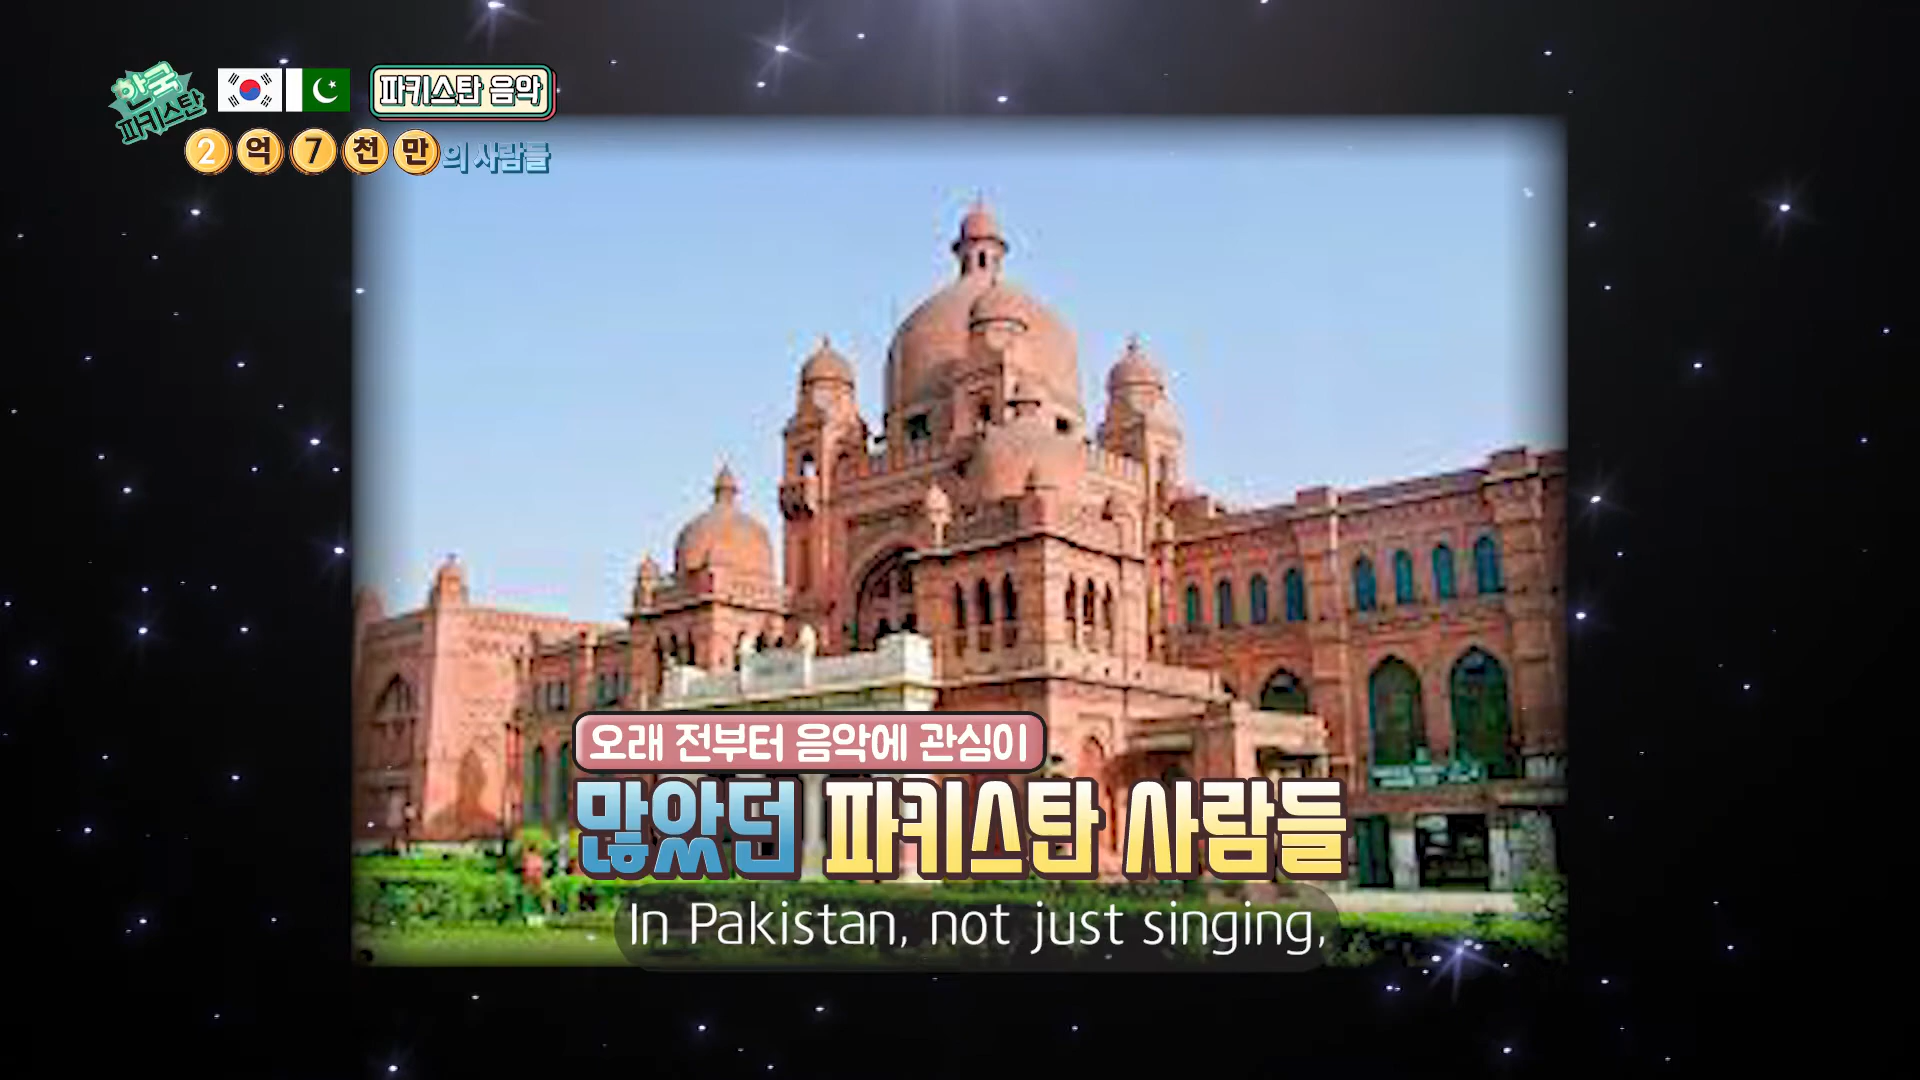 한국
파키스탄
파키스탄 음악
2억7천만의 사람들
오래 전부터 음악에 관심이
많았던 파키스탄 사람들
In Pakistan, not just singing,